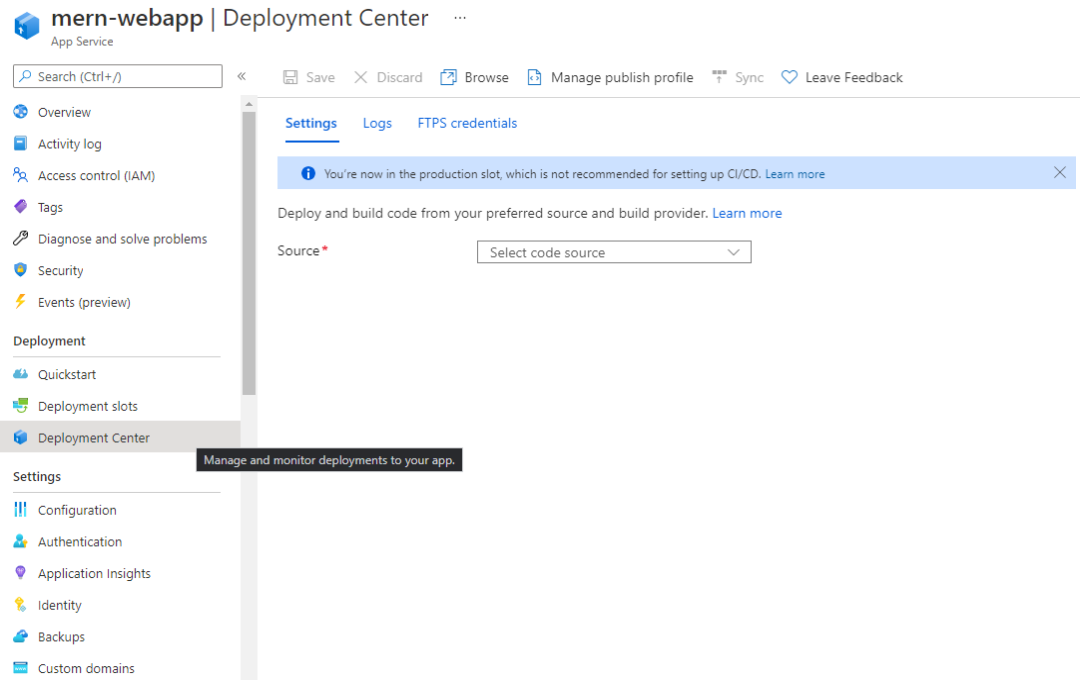 mern-webapp | Deployment Center ...
App Service
Search (Ctrl+/)
«
Overview
Activity log
Access control (IAM)
Tags
Diagnose and solve problems
Security
Events (preview)
Deployment
Quickstart
Deployment slots
Deployment Center
Manage and monitor deployments to your app.
Settings
Configuration
Authentication
Application Insights
Identity
Backups
Custom domains
Save Discard Browse Manage publish profile Sync Leave Feedback
Settings Logs FTPS credentials
You're now in the production slot, which is not recommended for setting up CI/CD. Learn more
Deploy and build code from your preferred source and build provider. Learn more
Source* Select code source